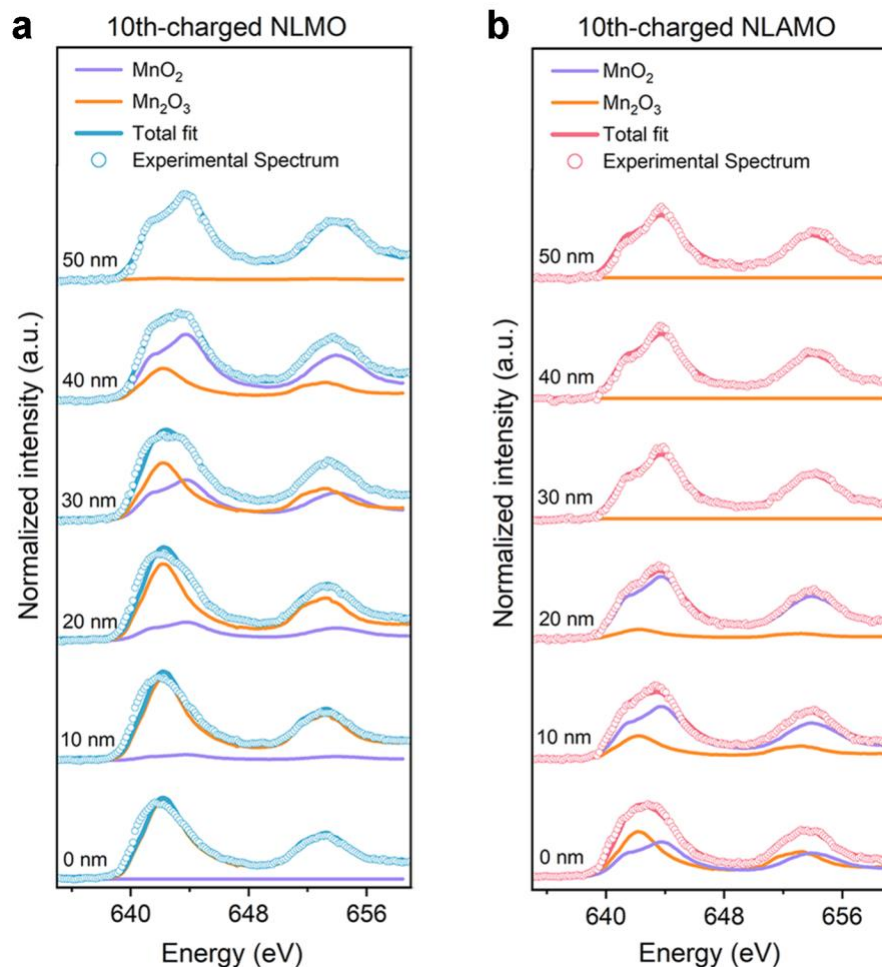 a
10th-charged NLMO
MnO₂
Mn₂O₃
Total fit
Experimental Spectrum
50 nm
40 nm
30 nm
20 nm
10 nm
0 nm
Normalized intensity (a.u.)
640 648 656
Energy (eV)
b
10th-charged NLAMO
MnO₂
Mn₂O₃
Total fit
Experimental Spectrum
50 nm
40 nm
30 nm
20 nm
10 nm
0 nm
Normalized intensity (a.u.)
640 648 656
Energy (eV)